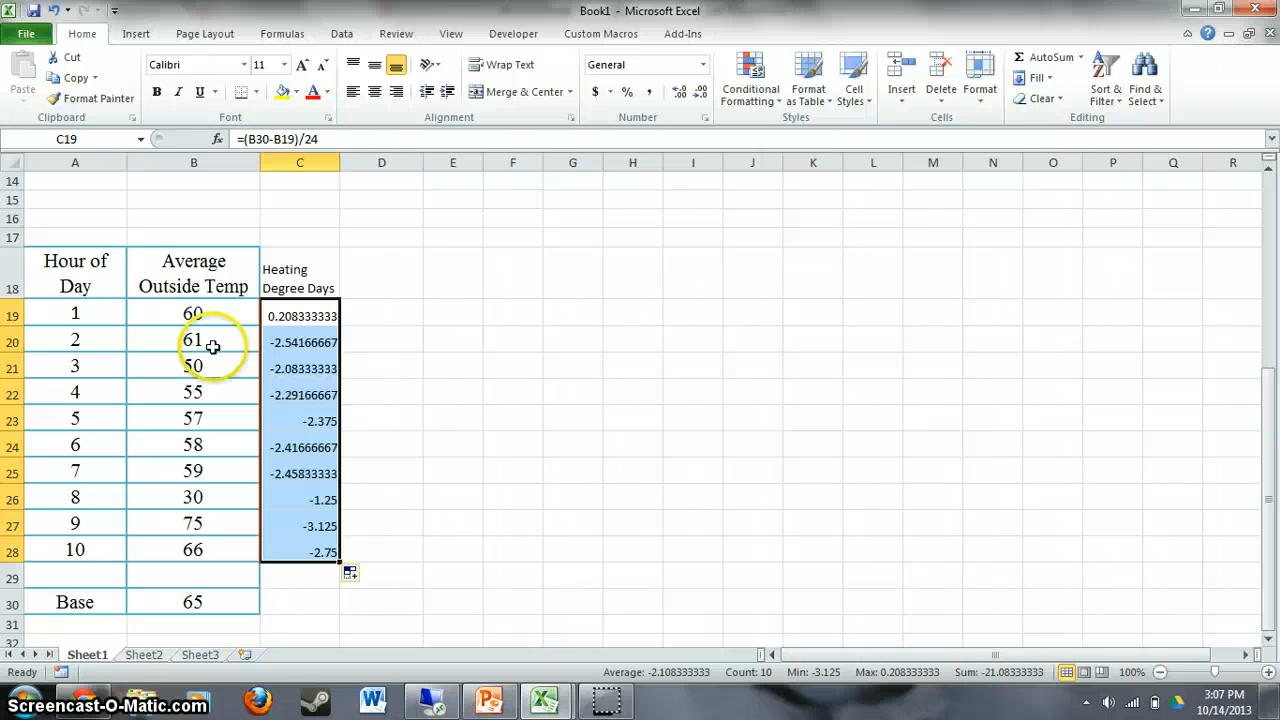 Book1 - Microsoft Excel
File Home Insert Page Layout Formulas Data Review View Developer Custom Macros Add-Ins
Paste
Cut
Copy
Format Painter
Clipboard
Calibri 11
B I U
Font
Wrap Text
Merge & Center
Alignment
General
$ % ,
Number
Conditional Formatting
Format as Table
Cell Styles
Styles
Insert Delete Format
Cells
AutoSum
Fill
Clear
Sort & Filter
Find & Select
Editing
C19 fx =(B30-B19)/24
A B C D E F G H I J K L M N O P Q R
14
15
16
17
18 Hour of Day Average Outside Temp Heating Degree Days
19 1 60 0.208333333
20 2 61 -2.54166667
21 3 50 -2.08333333
22 4 55 -2.29166667
23 5 57 -2.375
24 6 58 -2.41666667
25 7 59 -2.45833333
26 8 30 -1.25
27 9 75 -3.125
28 10 66 -2.75
29
30 Base 65
31
32
Sheet1 Sheet2 Sheet3
Ready Average: -2.108333333 Count: 10 Min: -3.125 Max: 0.208333333 Sum: -21.08333333 100%
Screencast-O-Matic.com
3:07 PM
10/14/2013